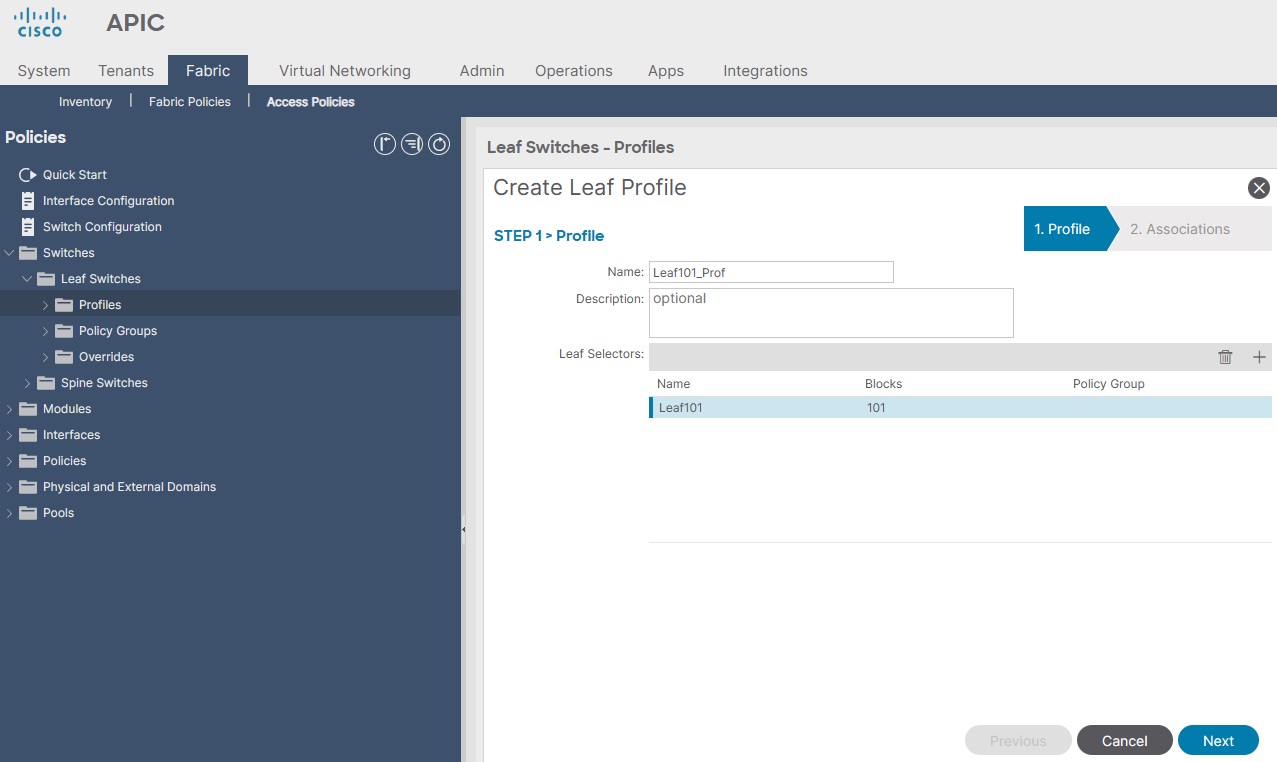 CISCO
APIC
System Tenants Fabric Virtual Networking Admin Operations Apps Integrations
Inventory | Fabric Policies | Access Policies
Policies
Quick Start
Interface Configuration
Switch Configuration
Switches
Leaf Switches
Profiles
Policy Groups
Overrides
Spine Switches
Modules
Interfaces
Policies
Physical and External Domains
Pools
Leaf Switches - Profiles
Create Leaf Profile
STEP 1 > Profile
1. Profile
2. Associations
Name: Leaf101_Prof
Description: optional
Leaf Selectors:
Name Blocks Policy Group
Leaf101 101
Previous Cancel Next